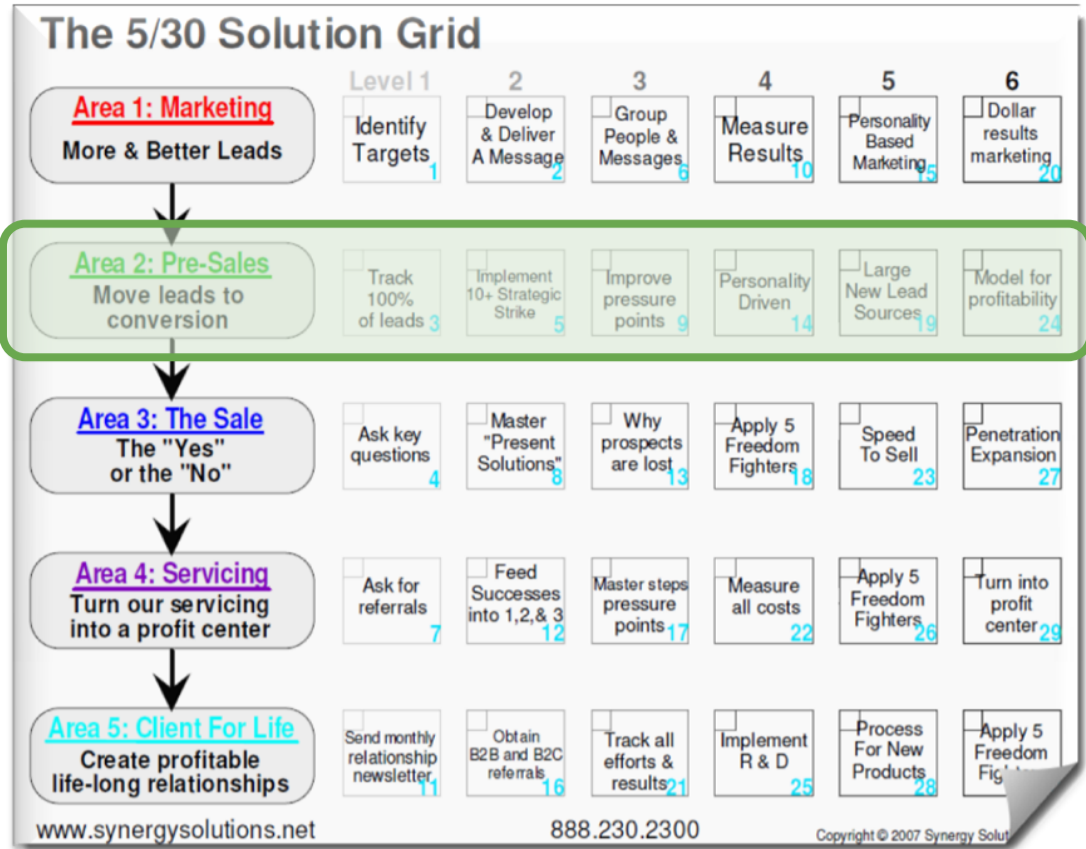 The 5/30 Solution Grid
Level 1 2 3 4 5 6
Area 1: Marketing
More & Better Leads
Identify
Targets
1
Develop
& Deliver
A Message
2
Group
People &
Messages
6
Measure
Results
10
Personality
Based
Marketing
15
Dollar
results
marketing
20
Area 2: Pre-Sales
Move leads to
conversion
Track
100%
of leads 3
Implement
10+ Strategic
Strike
5
Improve
pressure
points 9
Personality
Driven
14
Large
New Lead
Sources
19
Model for
profitability
24
Area 3: The Sale
The "Yes"
or the "No"
Ask key
questions
4
Master
"Present
Solutions"
8
Why
prospects
are lost
13
Apply 5
Freedom
Fighters
18
Speed
To Sell
23
Penetration
Expansion
27
Area 4: Servicing
Turn our servicing
into a profit center
Ask for
referrals
7
Feed
Successes
into 1,2,& 3
12
Master steps
pressure
points 17
Measure
all costs
22
Apply 5
Freedom
Fighters
26
Turn into
profit
center 29
Area 5: Client For Life
Create profitable
life-long relationships
Send monthly
relationship
newsletter
11
Obtain
B2B and B2C
referrals
16
Track all
efforts &
results 21
Implement
R & D
25
Process
For New
Products
28
Apply 5
Freedom
www.synergysolutions.net
888.230.2300
Copyright © 2007 Synergy